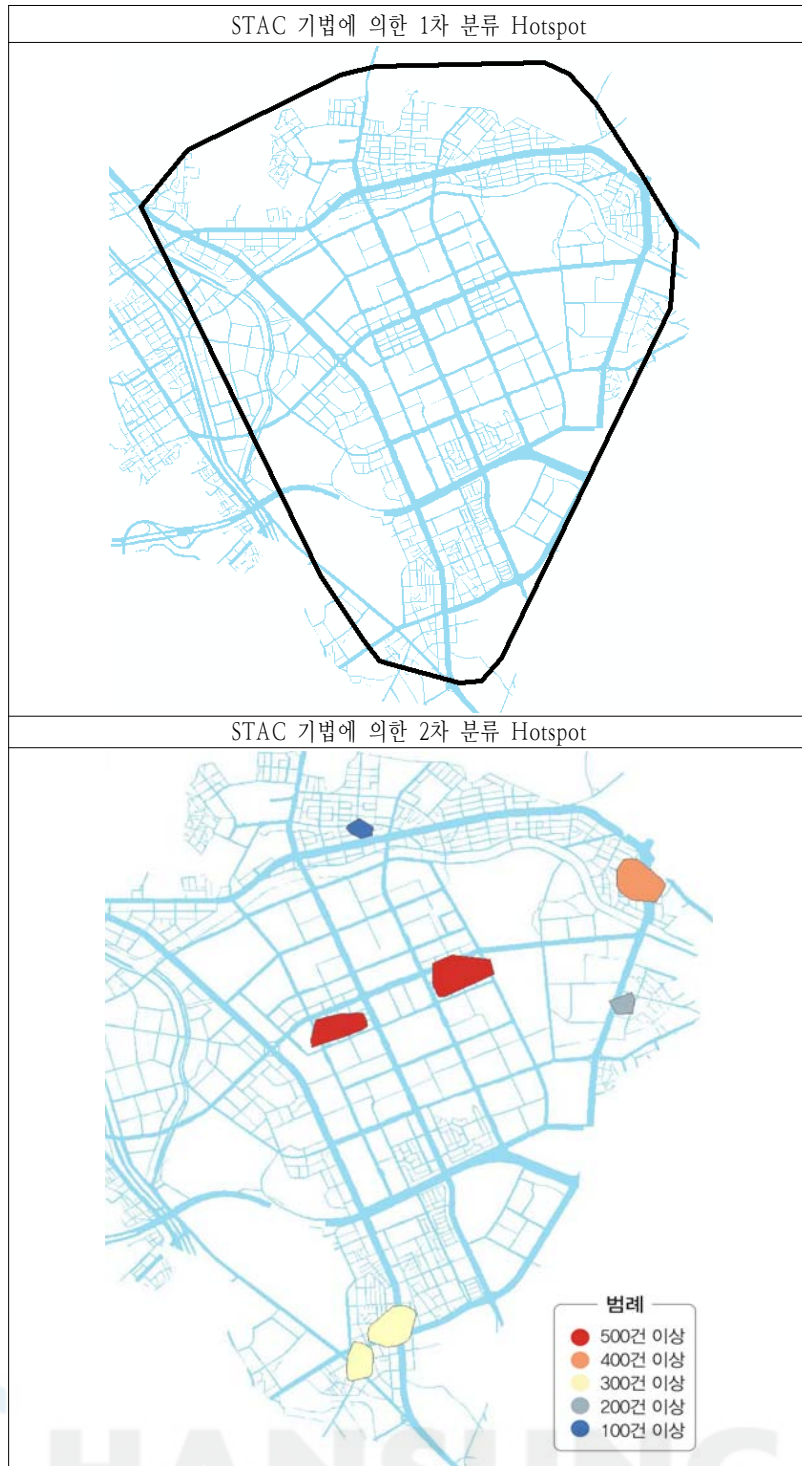 STAC 기법에 의한 1차 분류 Hotspot
STAC 기법에 의한 2차 분류 Hotspot
범례
500건 이상
400건 이상
300건 이상
200건 이상
100건 이상
HANSUNG